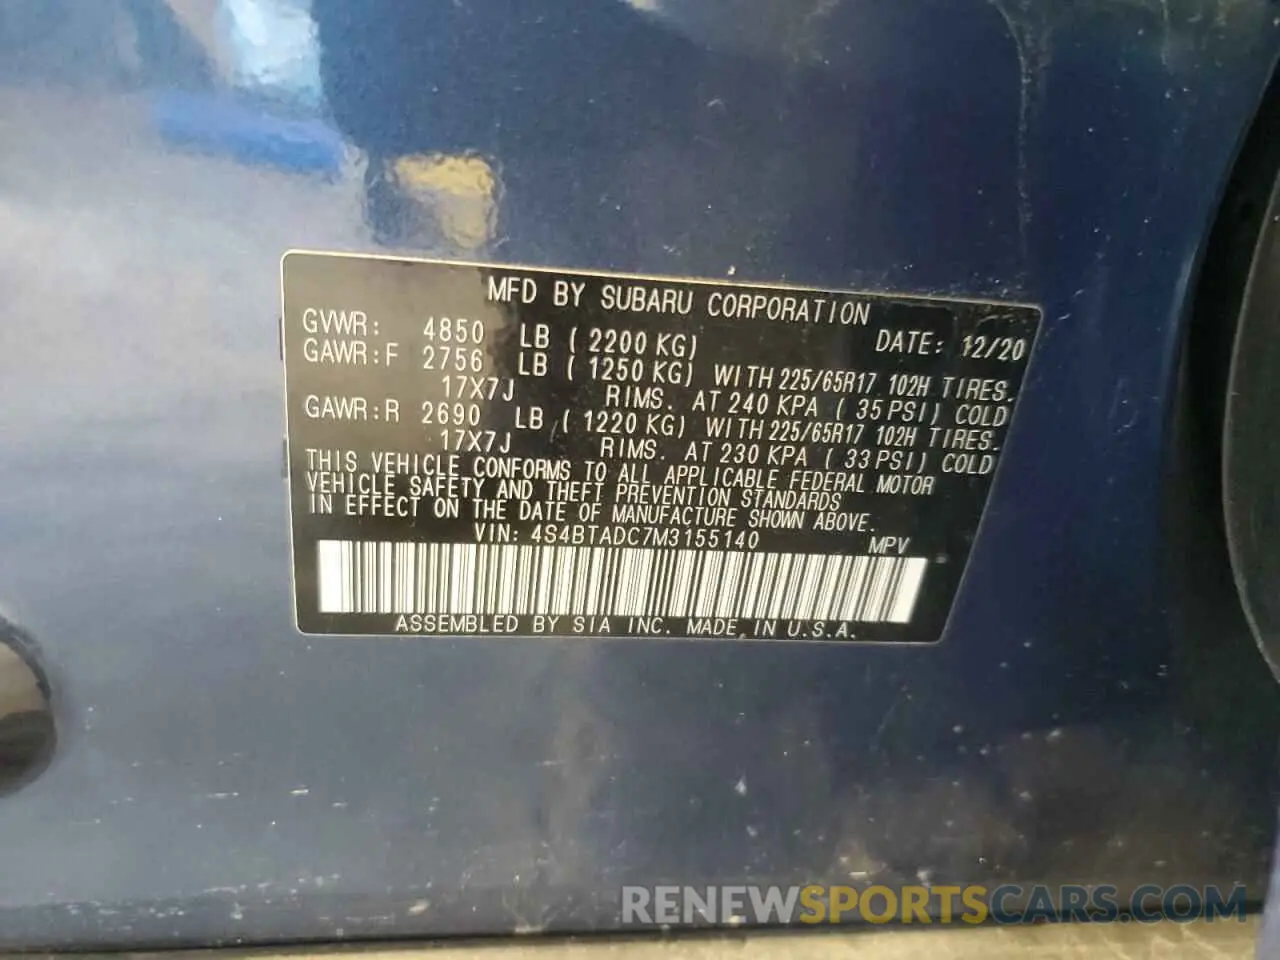 MFD BY SUBARU CORPORATION
GVWR: 4850 LB ( 2200 KG) DATE: 12/20
GAWR:F 2756 LB ( 1250 KG) WITH 225/65R17 102H TIRES.
17X7J RIMS. AT 240 KPA ( 35 PSI) COLD
GAWR:R 2690 LB ( 1220 KG) WITH 225/65R17 102H TIRES.
17X7J RIMS. AT 230 KPA ( 33 PSI) COLD
THIS VEHICLE CONFORMS TO ALL APPLICABLE FEDERAL MOTOR
VEHICLE SAFETY AND THEFT PREVENTION STANDARDS
IN EFFECT ON THE DATE OF MANUFACTURE SHOWN ABOVE.
VIN: 4S4BTADC7M3155140 MPV
ASSEMBLED BY SIA INC. MADE IN U.S.A.
RENEWSPORTSCARS.COM